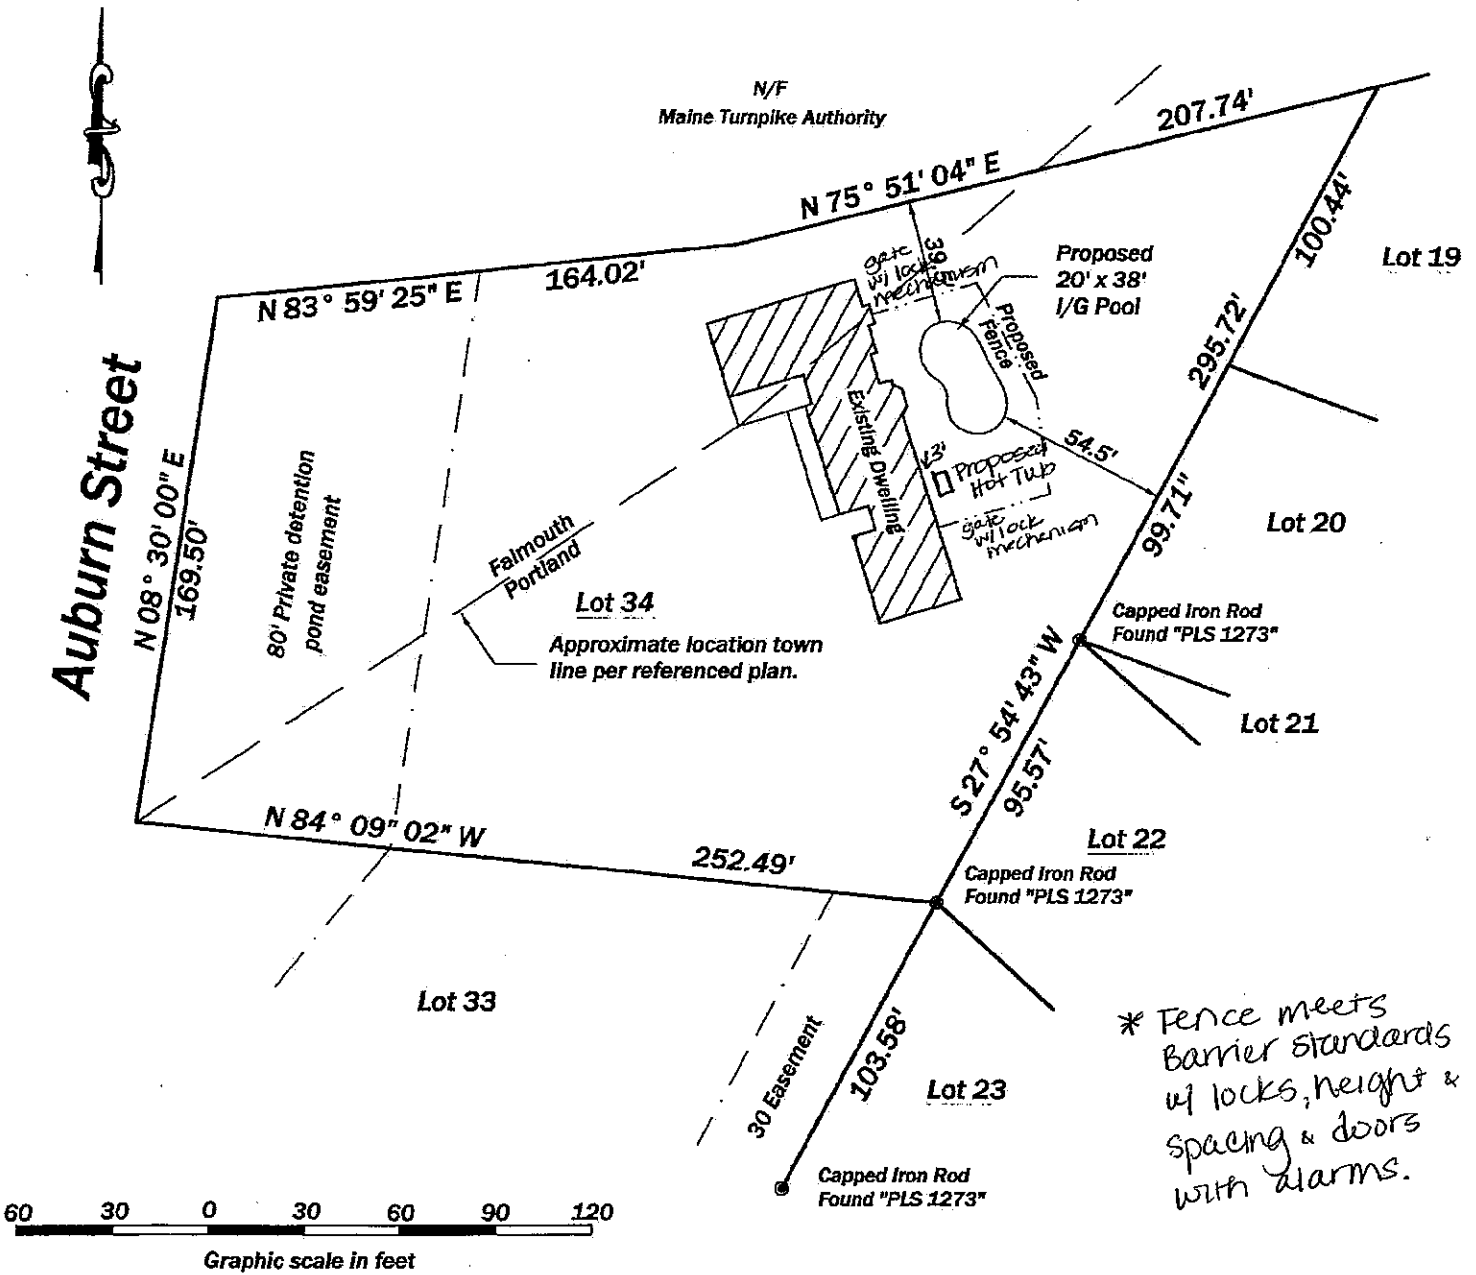 N/F
Maine Turnpike Authority
207.74'
N 75° 51' 04" E
100.44'
Lot 19
39'
gate
w/ lock
mechanism
Proposed
20' x 38'
I/G Pool
Proposed
Fence
164.02'
N 83° 59' 25" E
295.72'
Auburn Street
N 08° 30' 00" E
169.50'
80' Private detention
pond easement
Existing Dwelling
54.5'
13'
Proposed
Hot Tub
gate
w/ lock
mechanism
99.71"
Lot 20
Falmouth
Portland
Lot 34
Approximate location town
line per referenced plan.
Capped Iron Rod
Found "PLS 1273"
S 27° 54' 43" W
95.57'
Lot 21
N 84° 09" 02" W
252.49'
Lot 22
Capped Iron Rod
Found "PLS 1273"
Lot 33
30 Easement
103.58'
Lot 23
* Fence meets
Barrier standards
w/ locks, height &
spacing & doors
with alarms.
Capped Iron Rod
Found "PLS 1273"
60 30 0 30 60 90 120
Graphic scale in feet